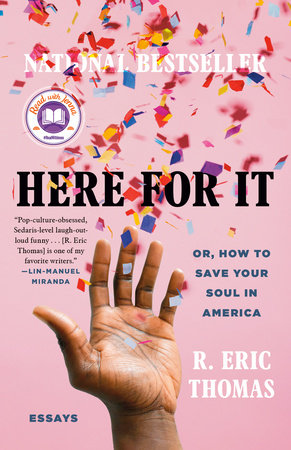 NATIONAL BESTSELLER
Read with Jenna
#ReadWithJenna
HERE FOR IT
"Pop-culture-obsessed,
Sedaris-level laugh-out-
loud funny . . . [R. Eric
Thomas] is one of my
favorite writers."
—LIN-MANUEL
MIRANDA
OR, HOW TO
SAVE YOUR
SOUL IN
AMERICA
R. ERIC
THOMAS
ESSAYS